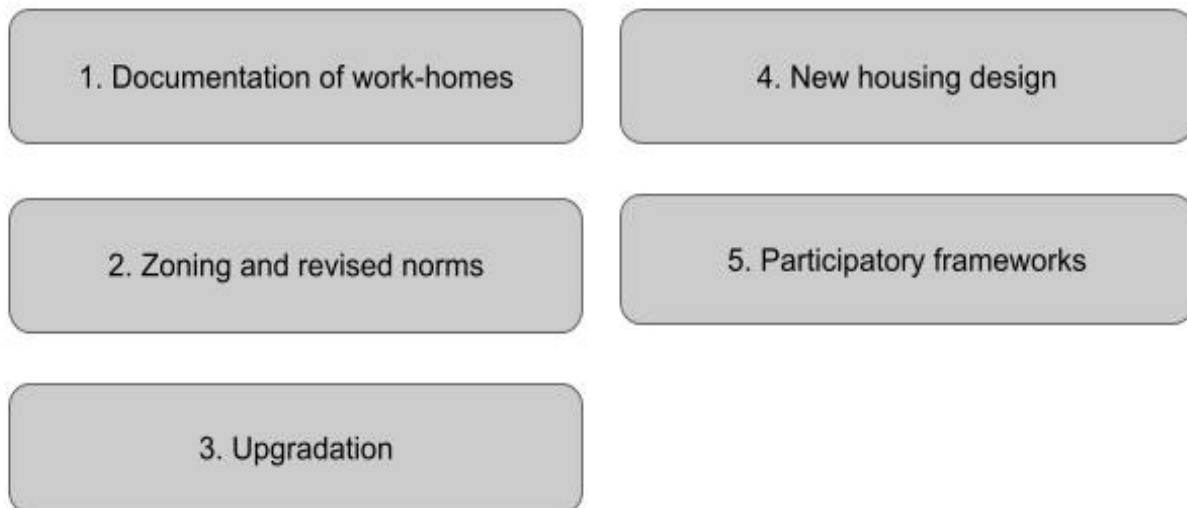 1. Documentation of work-homes
2. Zoning and revised norms
3. Upgradation
4. New housing design
5. Participatory frameworks